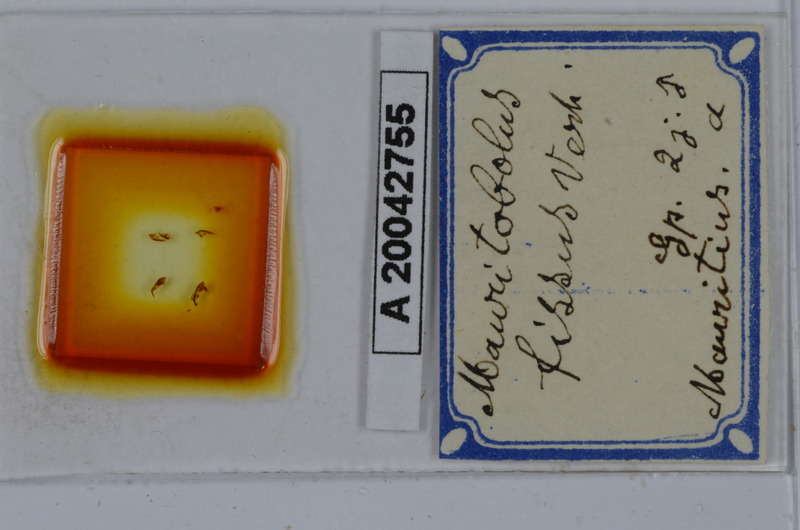 A 20042755
Mauritobolus
fissus Verh.
Gp. 2 j. ♂
Mauritius. a